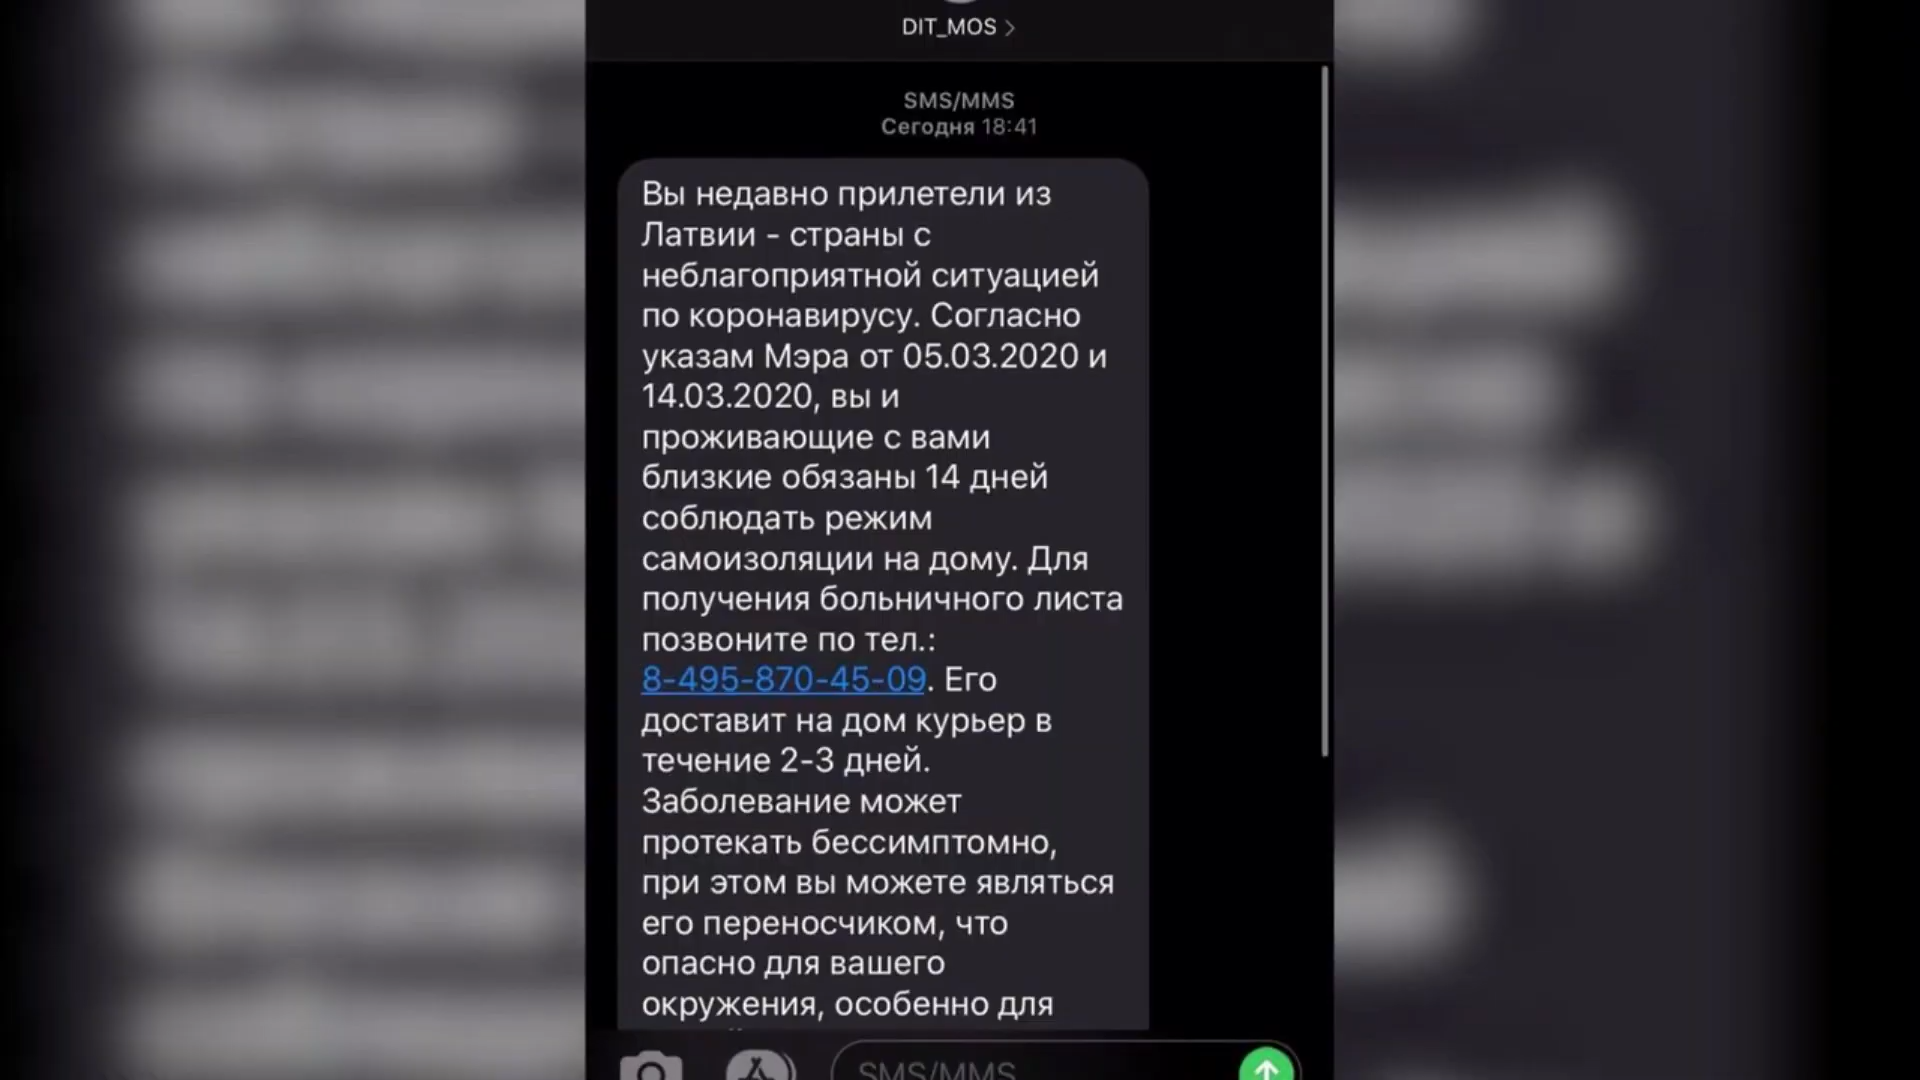 DIT_MOS
SMS/MMS
Сегодня 18:41
Вы недавно прилетели из
Латвии - страны с
неблагоприятной ситуацией
по коронавирусу. Согласно
указам Мэра от 05.03.2020 и
14.03.2020, вы и
проживающие с вами
близкие обязаны 14 дней
соблюдать режим
самоизоляции на дому. Для
получения больничного листа
позвоните по тел.:
8-495-870-45-09. Его
доставит на дом курьер в
течение 2-3 дней.
Заболевание может
протекать бессимптомно,
при этом вы можете являться
его переносчиком, что
опасно для вашего
окружения, особенно для
SMS/MMS